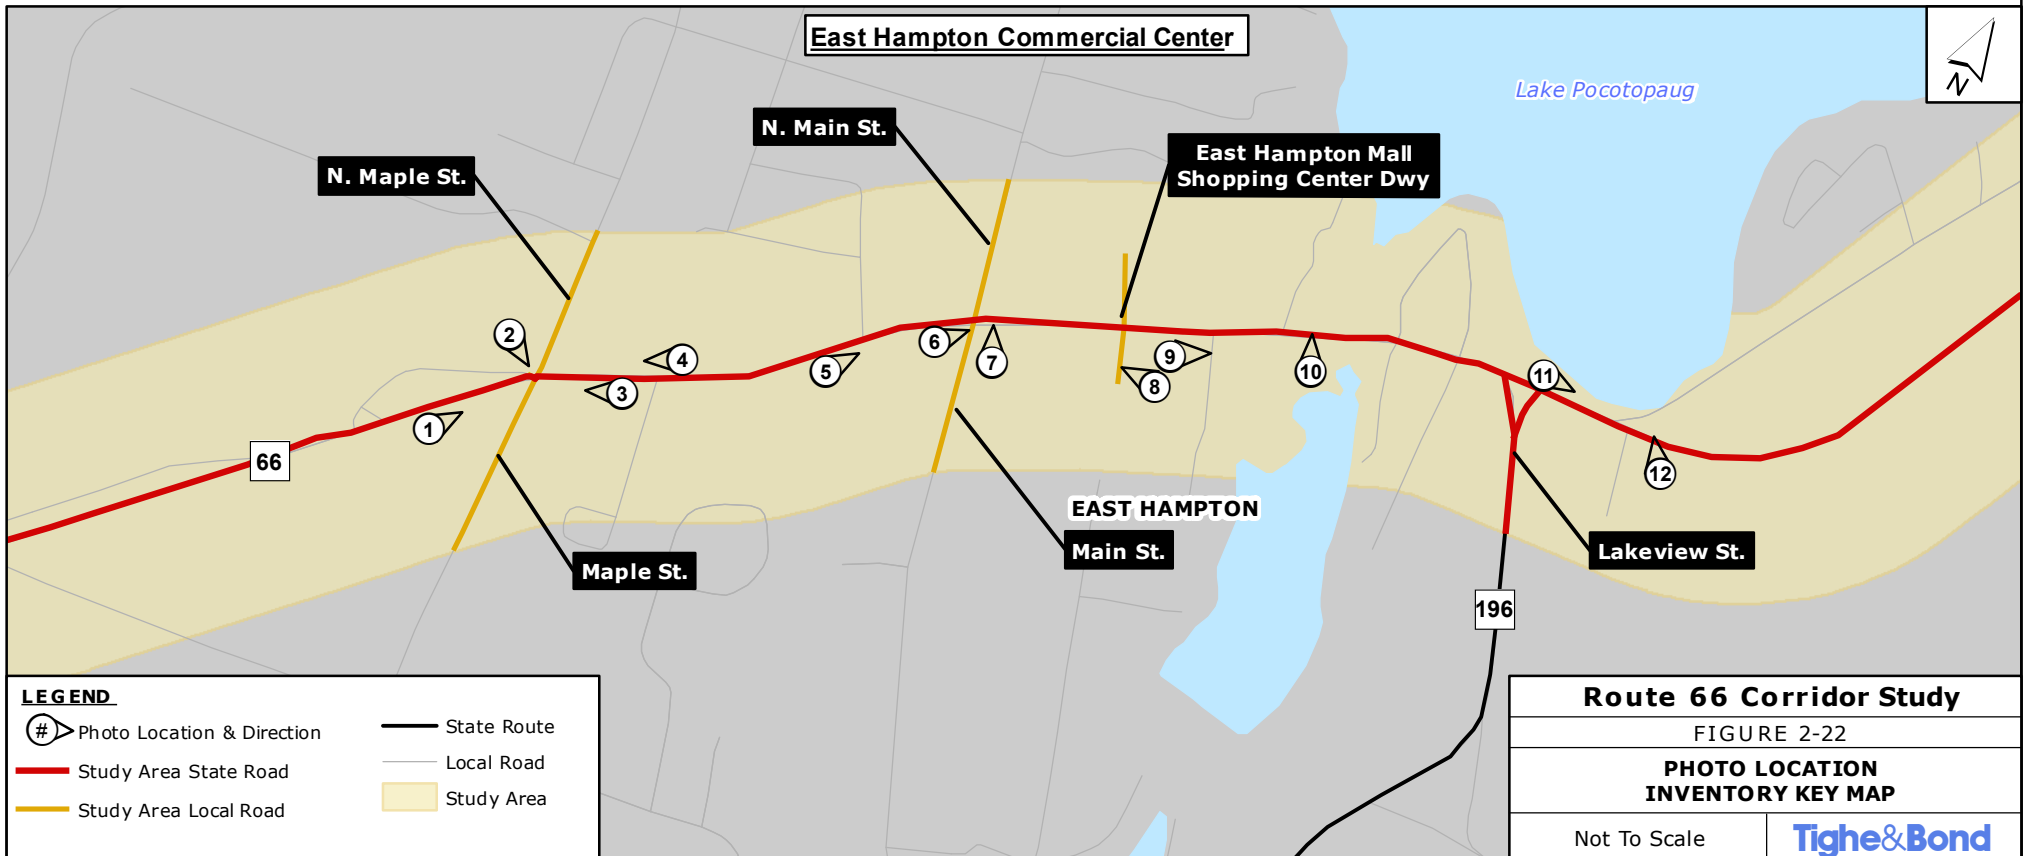 East Hampton Commercial Center
N
Lake Pocotopaug
N. Main St.
East Hampton Mall
Shopping Center Dwy
N. Maple St.
2
4
3
1
5
6
7
9
8
10
11
12
66
EAST HAMPTON
Main St.
Maple St.
Lakeview St.
196
LEGEND
# Photo Location & Direction
Study Area State Road
Study Area Local Road
State Route
Local Road
Study Area
Route 66 Corridor Study
FIGURE 2-22
PHOTO LOCATION
INVENTORY KEY MAP
Not To Scale
Tighe&Bond